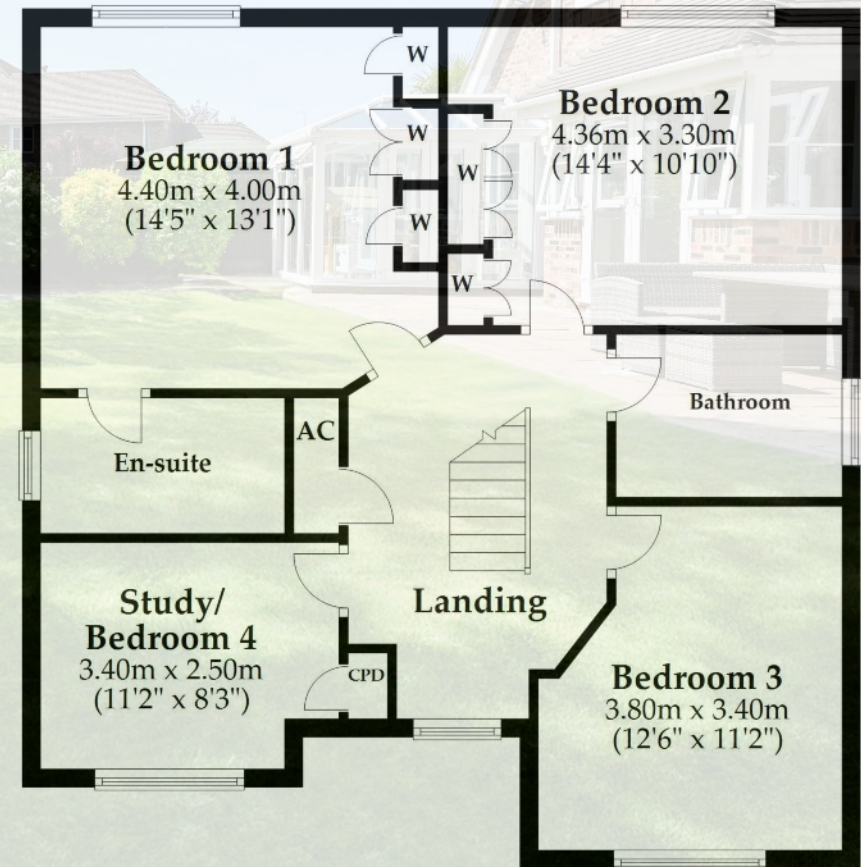 W
Bedroom 2
4.36m x 3.30m
(14'4" x 10'10")
W
Bedroom 1
4.40m x 4.00m
(14'5" x 13'1")
W
W
W
Bathroom
AC
En-suite
Landing
Study/
Bedroom 4
3.40m x 2.50m
(11'2" x 8'3")
CPD
Bedroom 3
3.80m x 3.40m
(12'6" x 11'2")